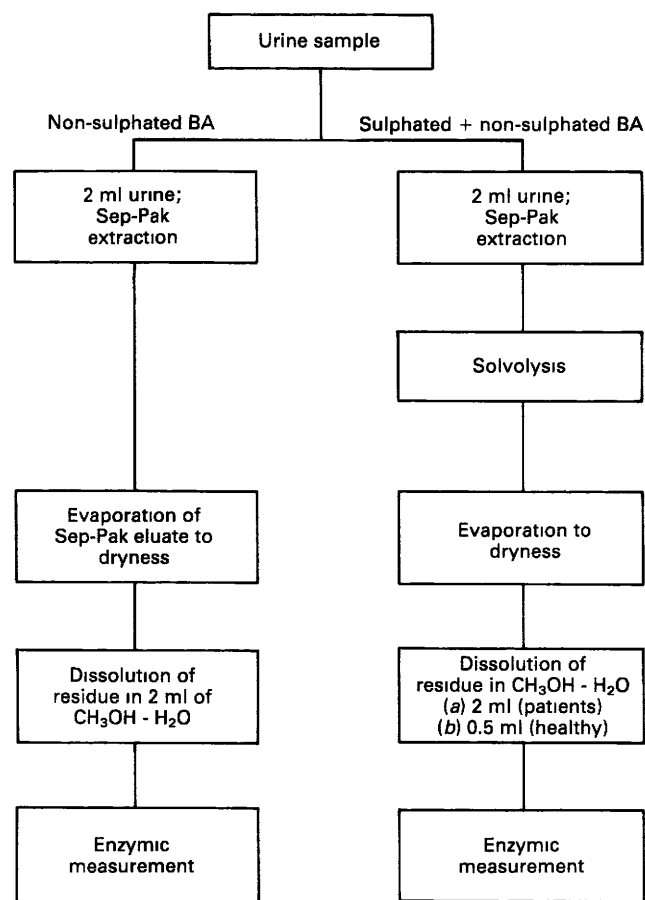 Urine sample
Non-sulphated BA
Sulphated + non-sulphated BA
2 ml urine;
Sep-Pak
extraction
2 ml urine;
Sep-Pak
extraction
Solvolysis
Evaporation of
Sep-Pak eluate to
dryness
Evaporation to
dryness
Dissolution of
residue in 2 ml of
CH₃OH - H₂O
Dissolution of
residue in CH₃OH - H₂O
(a) 2 ml (patients)
(b) 0.5 ml (healthy)
Enzymic
measurement
Enzymic
measurement